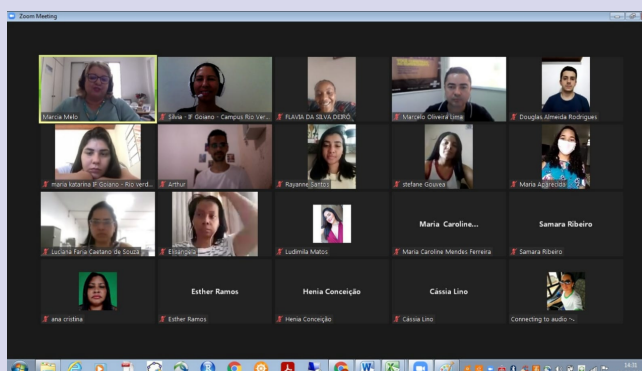 Zoom Meeting
Marcia Melo
Silvia - IF Goiano - Campus Rio Ver...
FLAVIA DA SILVA DEIRÓ
Marcelo Oliveira Lima
Douglas Almeida Rodrigues
maria katarina IF Goiano - Rio verd...
Arthur
Rayanne Santos
stefane Gouvea
Maria Aparecida
Luciana Faria Caetano de Souza
Elisangela
Ludimila Matos
Maria Caroline...
Maria Caroline Mendes Ferreira
Samara Ribeiro
Samara Ribeiro
ana cristina
Esther Ramos
Esther Ramos
Henia Conceição
Henia Conceição
Cássia Lino
Cássia Lino
Connecting to audio